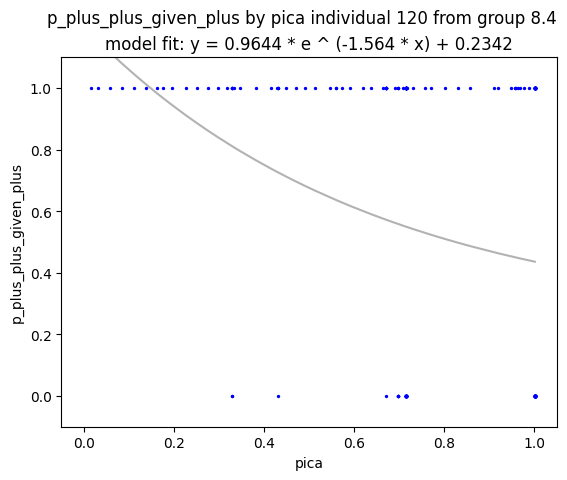 p_plus_plus_given_plus by pica individual 120 from group 8.4
model fit: y = 0.9644 * e ^ (-1.564 * x) + 0.2342
p_plus_plus_given_plus
1.0
0.8
0.6
0.4
0.2
0.0
0.0 0.2 0.4 0.6 0.8 1.0
pica